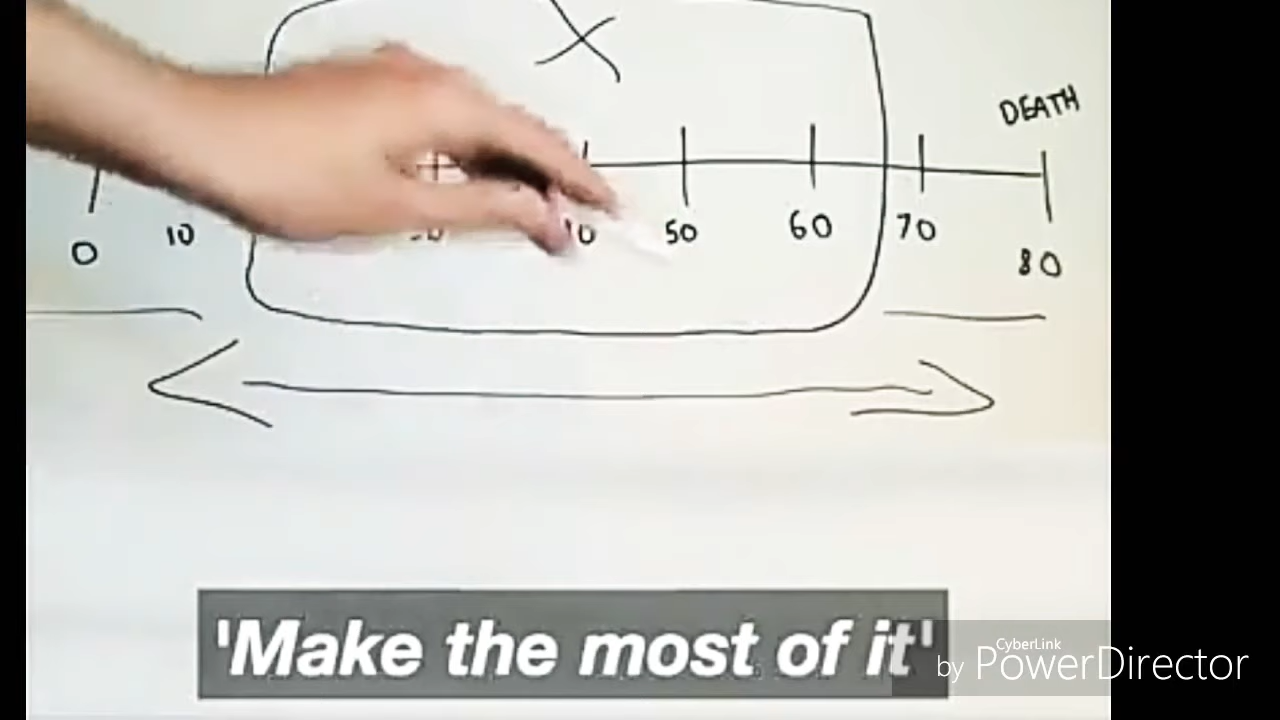 X
DEATH
0 10 50 60 70 80
'Make the most of it'
CyberLink
by PowerDirector